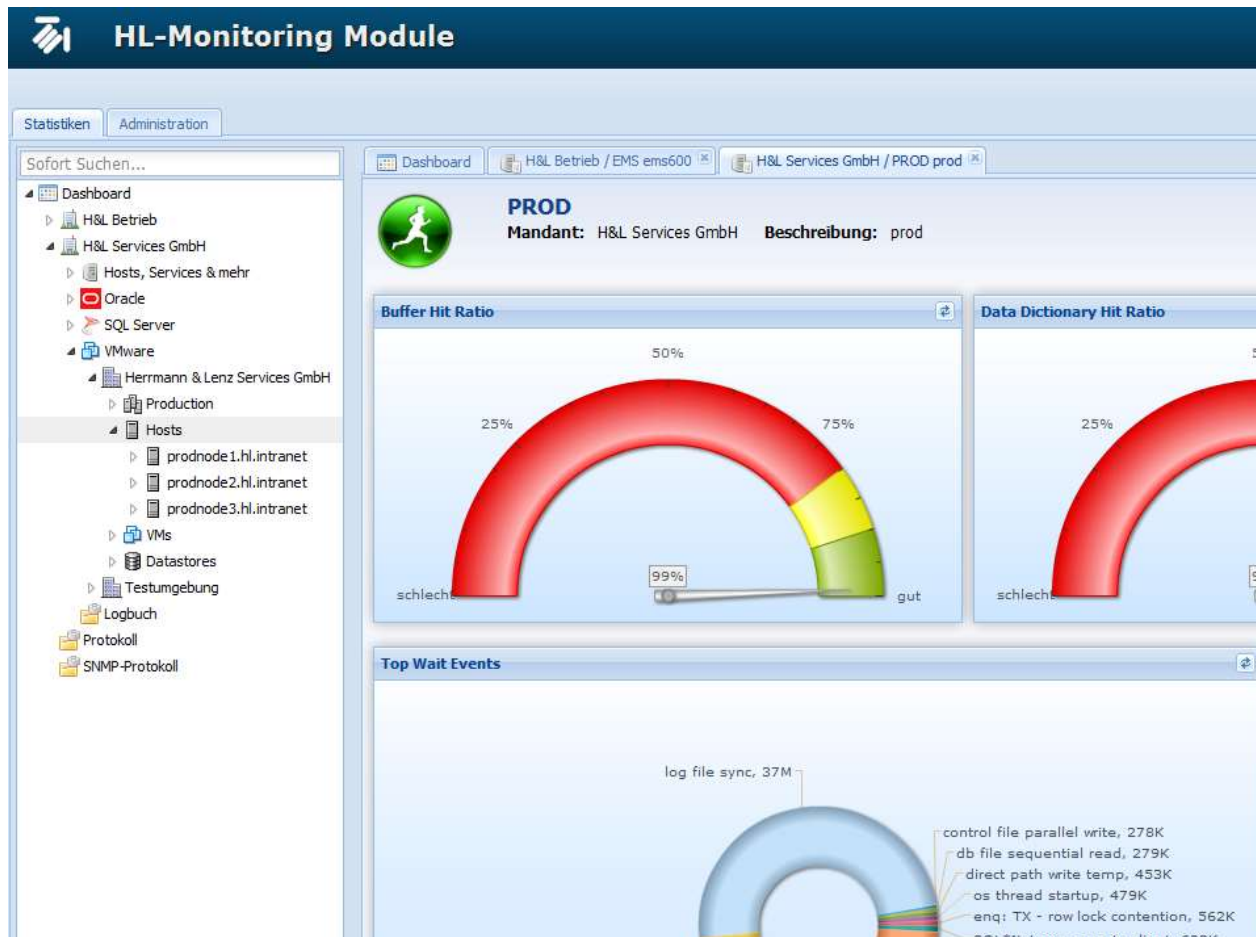 HL-Monitoring Module
Statistiken
Administration
Sofort Suchen...
Dashboard
H&L Betrieb
H&L Services GmbH
Hosts, Services & mehr
Oracle
SQL Server
VMware
Herrmann & Lenz Services GmbH
Production
Hosts
prodnode1.hl.intranet
prodnode2.hl.intranet
prodnode3.hl.intranet
VMs
Datastores
Testumgebung
Logbuch
Protokoll
SNMP-Protokoll
Dashboard
H&L Betrieb / EMS ems600
H&L Services GmbH / PROD prod
PROD
Mandant: H&L Services GmbH Beschreibung: prod
Buffer Hit Ratio
50%
25%
75%
99%
schlecht
gut
Data Dictionary Hit Ratio
25%
schlecht
Top Wait Events
log file sync, 37M
control file parallel write, 278K
db file sequential read, 279K
direct path write temp, 453K
os thread startup, 479K
enq: TX - row lock contention, 562K